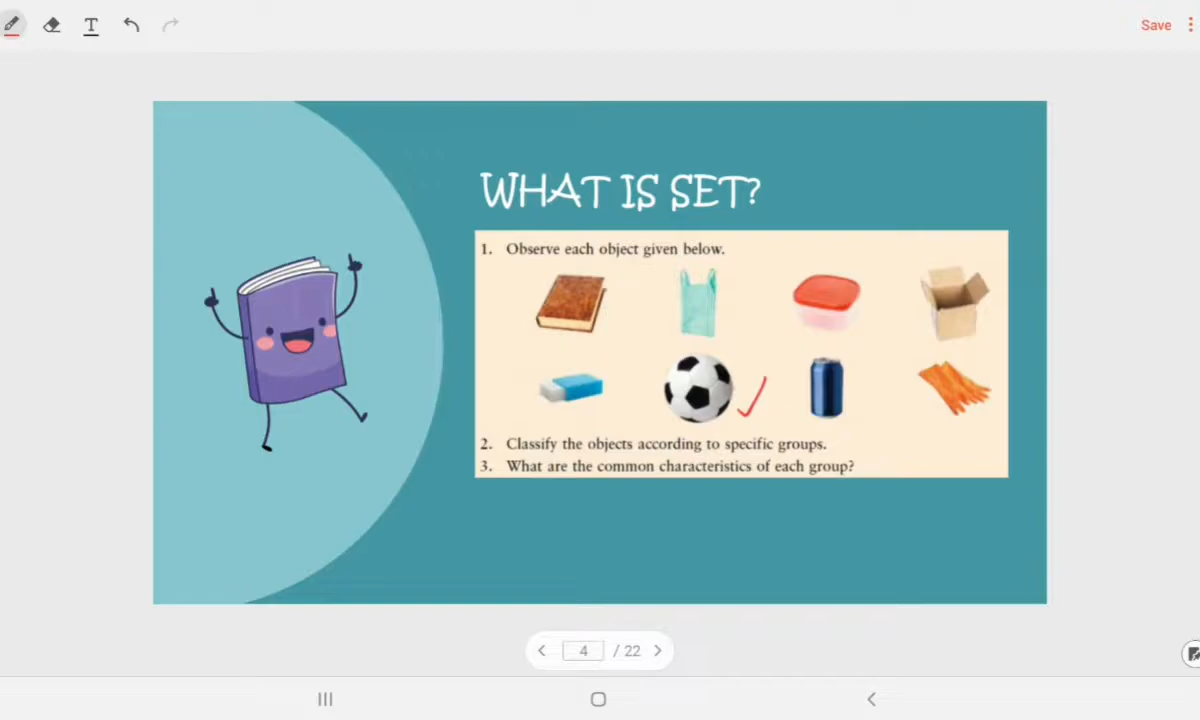 T
Save
WHAT IS SET?
1. Observe each object given below.
2. Classify the objects according to specific groups.
3. What are the common characteristics of each group?
4 / 22